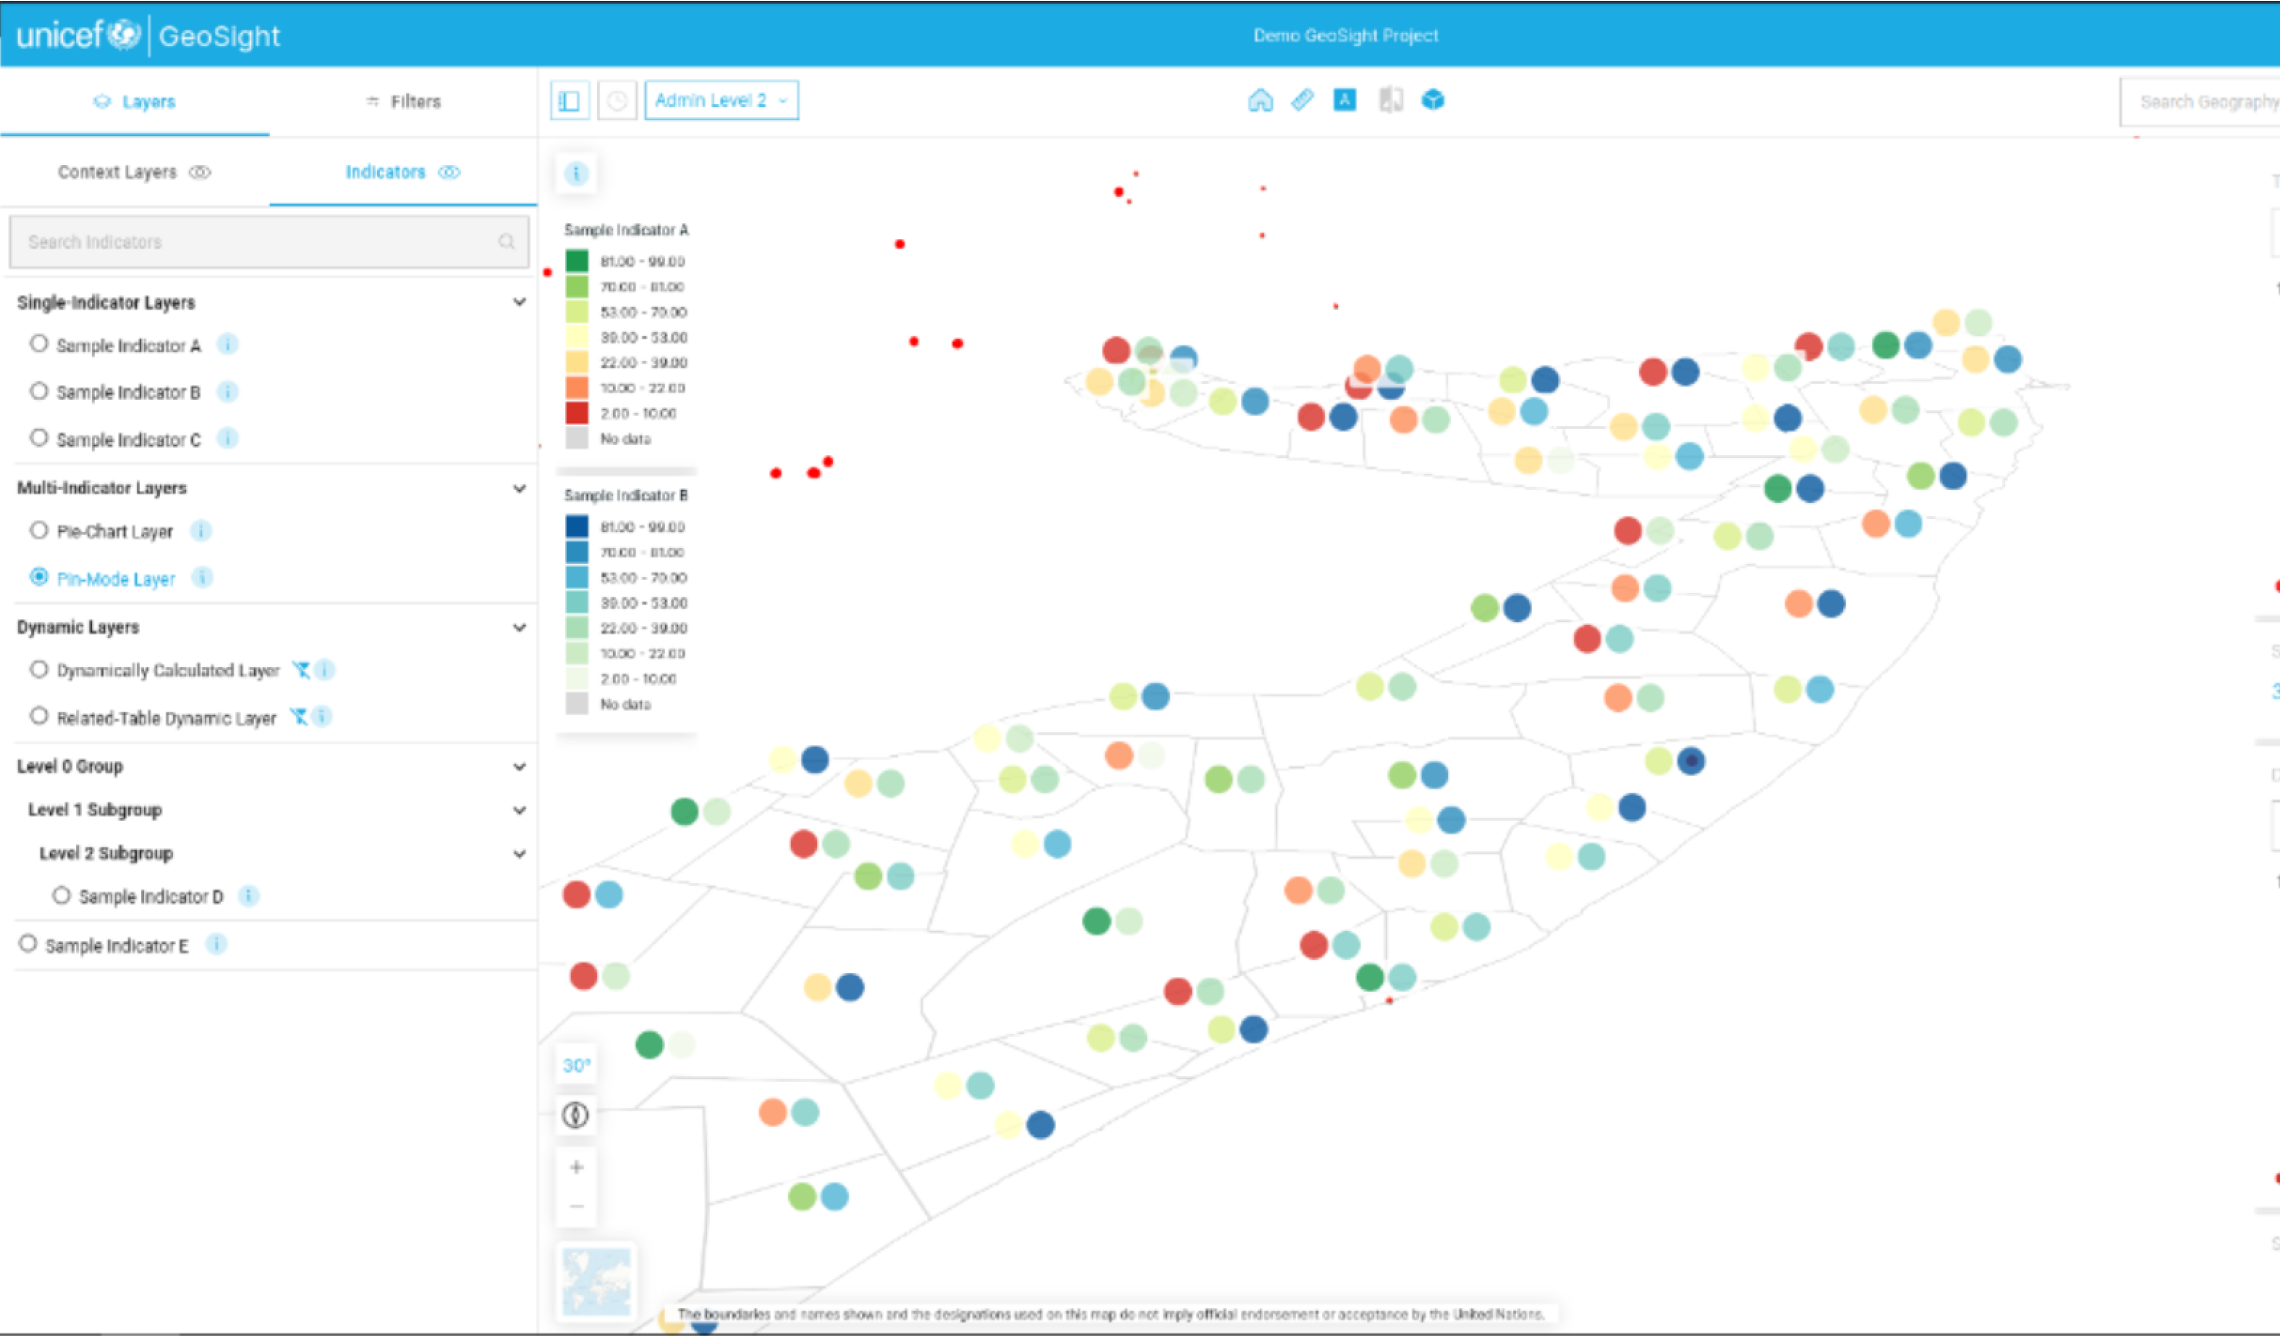 unicef GeoSight
Demo GeoSight Project
Layers
Filters
Admin Level 2
Search Geography
Context Layers
Indicators
Search Indicators
Single-Indicator Layers
Sample Indicator A
Sample Indicator B
Sample Indicator C
Multi-Indicator Layers
Pie-Chart Layer
Pin-Mode Layer
Dynamic Layers
Dynamically Calculated Layer
Related-Table Dynamic Layer
Level 0 Group
Level 1 Subgroup
Level 2 Subgroup
Sample Indicator D
Sample Indicator E
Sample Indicator A
81.00 - 99.00
70.00 - 81.00
53.00 - 70.00
39.00 - 53.00
22.00 - 39.00
10.00 - 22.00
2.00 - 10.00
No data
Sample Indicator B
81.00 - 99.00
70.00 - 81.00
53.00 - 70.00
39.00 - 53.00
22.00 - 39.00
10.00 - 22.00
2.00 - 10.00
No data
30°
The boundaries and names shown and the designations used on this map do not imply official endorsement or acceptance by the United Nations.